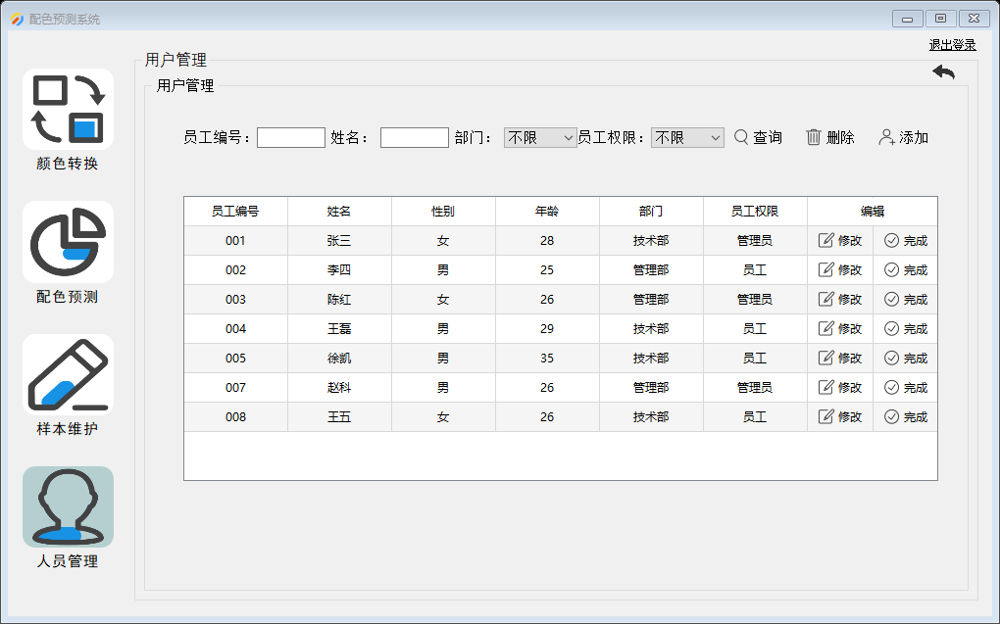 配色预测系统
退出登录
用户管理
用户管理
员工编号： 姓名： 部门： 不限 员工权限： 不限 查询 删除 添加
颜色转换
配色预测
样本维护
人员管理
员工编号 姓名 性别 年龄 部门 员工权限 编辑
001 张三 女 28 技术部 管理员 修改 完成
002 李四 男 25 管理部 员工 修改 完成
003 陈红 女 26 管理部 管理员 修改 完成
004 王磊 男 29 技术部 员工 修改 完成
005 徐凯 男 35 技术部 员工 修改 完成
007 赵科 男 26 管理部 管理员 修改 完成
008 王五 女 26 技术部 员工 修改 完成